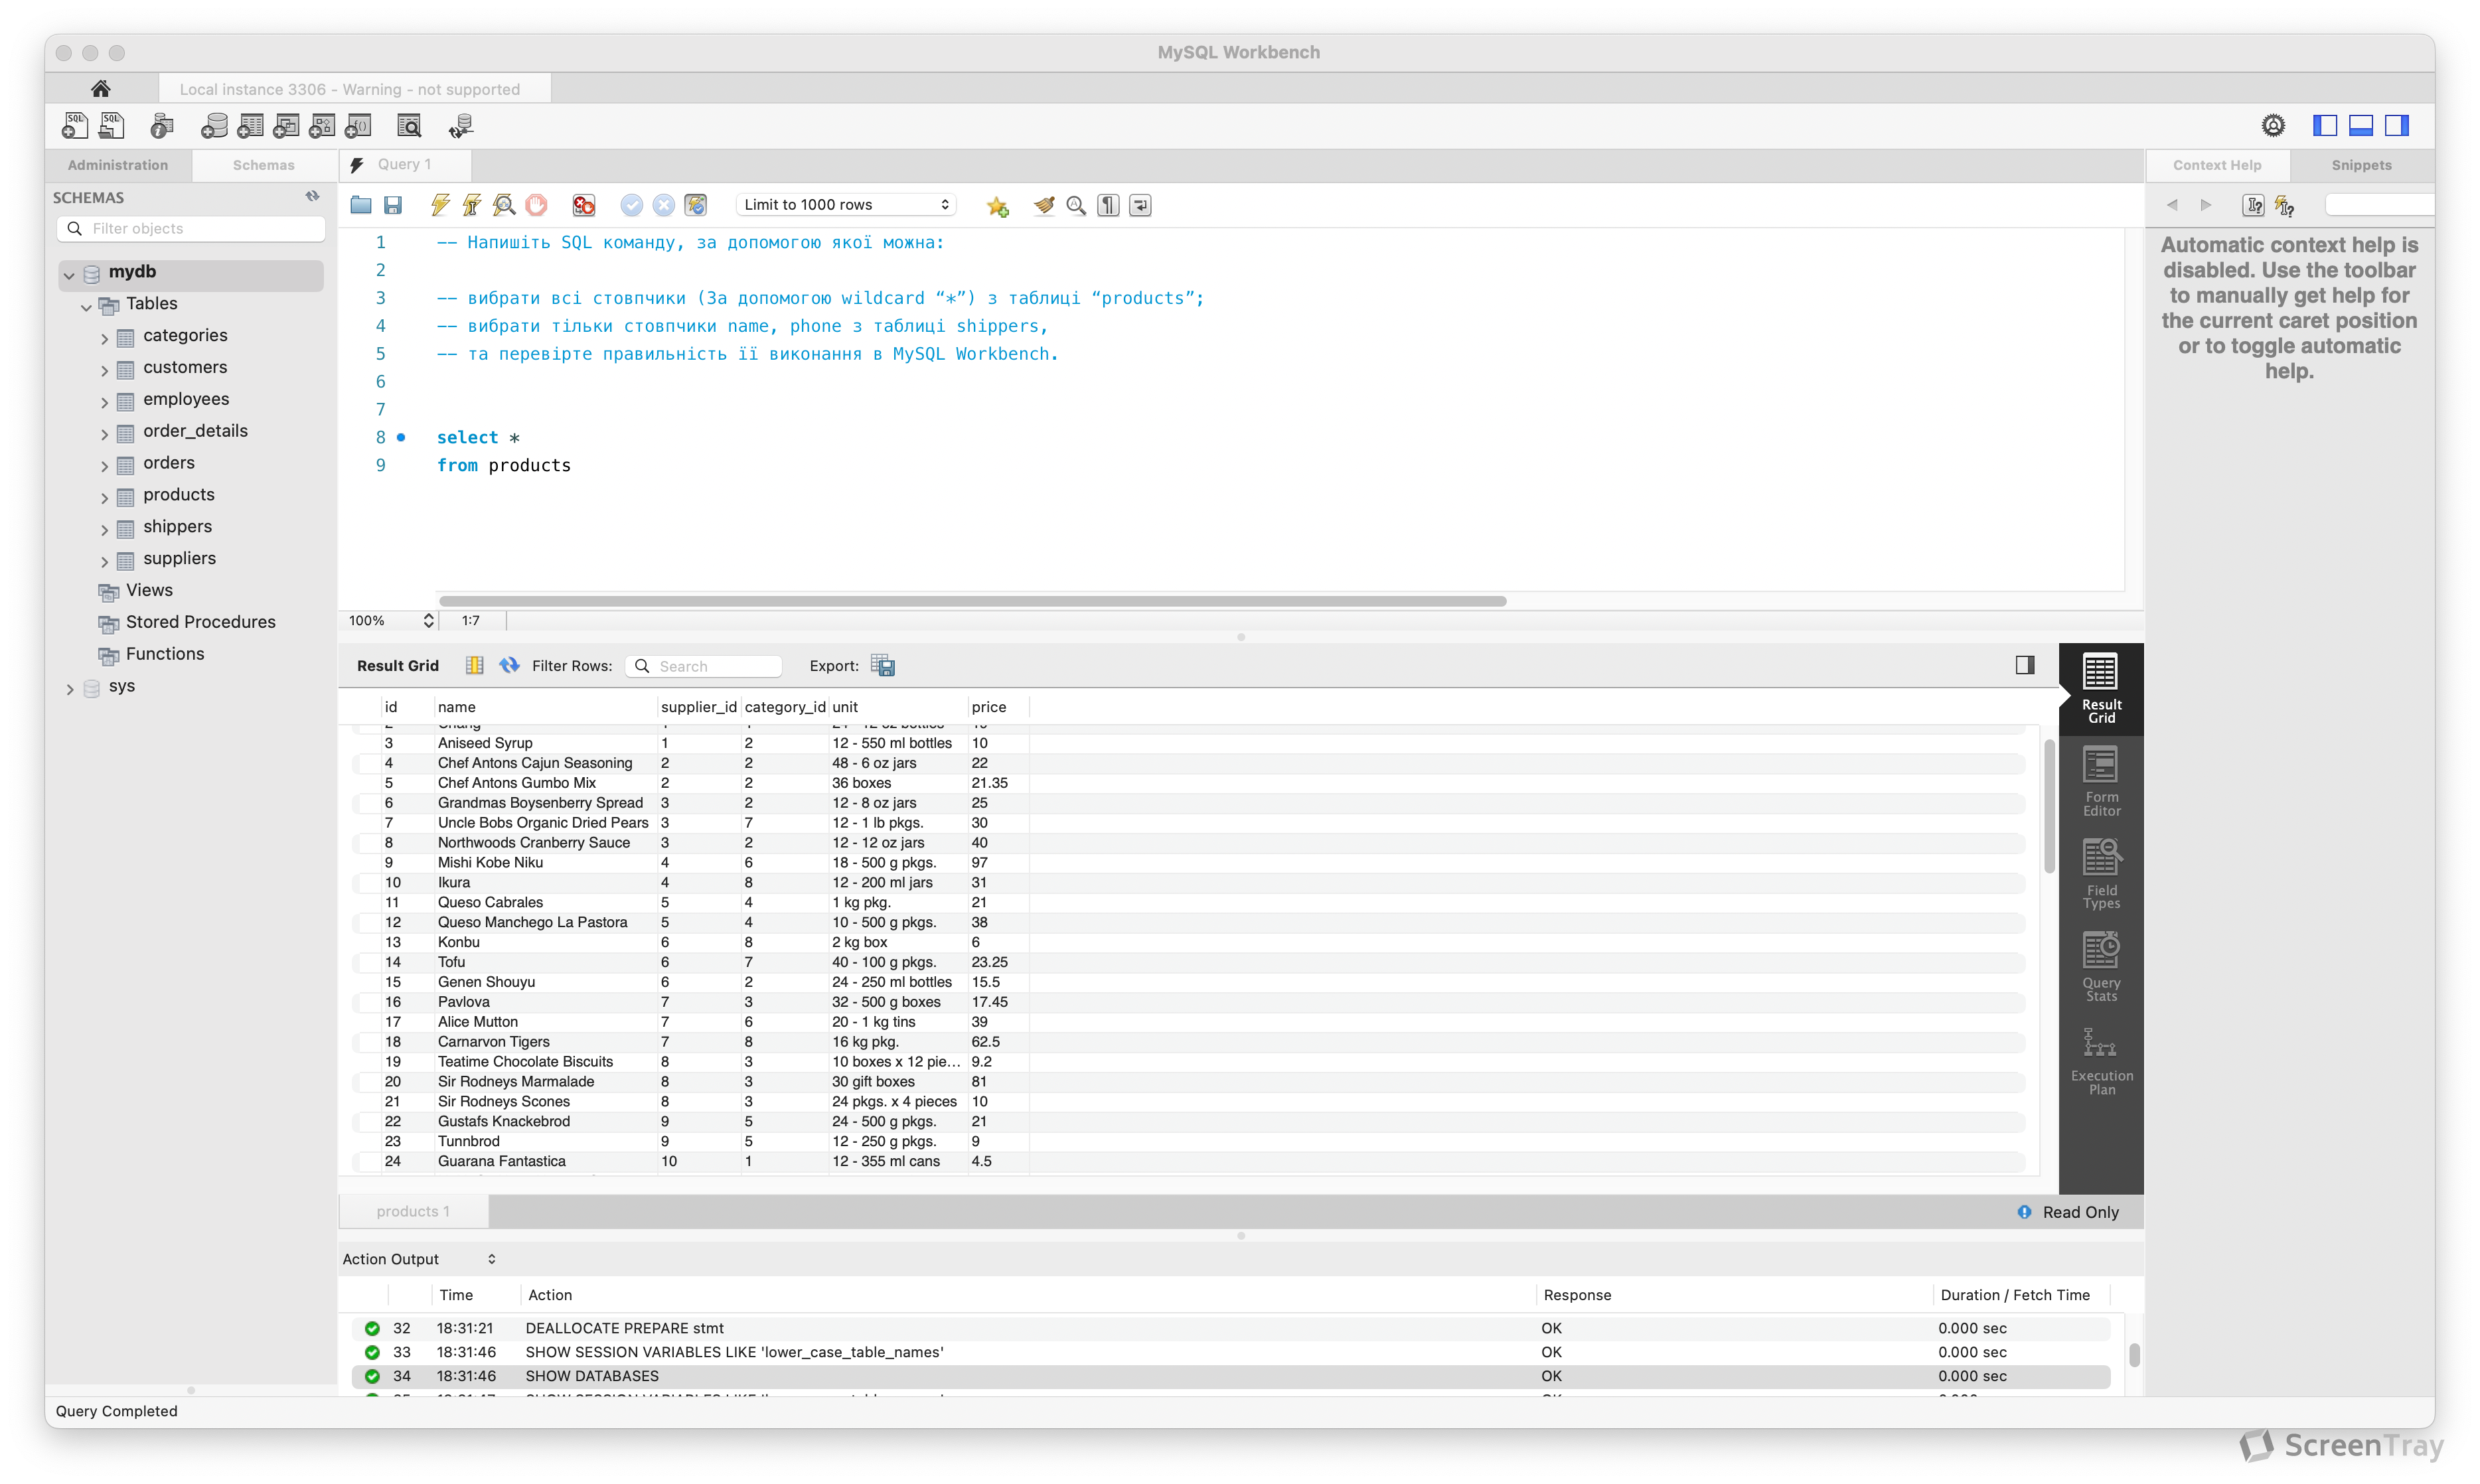 MySQL Workbench
Local instance 3306 - Warning - not supported
Administration
Schemas
Query 1
Context Help
Snippets
SCHEMAS
Filter objects
Limit to 1000 rows
mydb
Tables
categories
customers
employees
order_details
orders
products
shippers
suppliers
Views
Stored Procedures
Functions
sys
1 -- Напишіть SQL команду, за допомогою якої можна:
2
3 -- вибрати всі стовпчики (За допомогою wildcard “*”) з таблиці “products”;
4 -- вибрати тільки стовпчики name, phone з таблиці shippers,
5 -- та перевірте правильність її виконання в MySQL Workbench.
6
7
8 select *
9 from products
Automatic context help is
disabled. Use the toolbar
to manually get help for
the current caret position
or to toggle automatic
help.
100% 1:7
Result Grid Filter Rows: Search Export:
id name supplier_id category_id unit price
3 Aniseed Syrup 1 2 12 - 550 ml bottles 10
4 Chef Antons Cajun Seasoning 2 2 48 - 6 oz jars 22
5 Chef Antons Gumbo Mix 2 2 36 boxes 21.35
6 Grandmas Boysenberry Spread 3 2 12 - 8 oz jars 25
7 Uncle Bobs Organic Dried Pears 3 7 12 - 1 lb pkgs. 30
8 Northwoods Cranberry Sauce 3 2 12 - 12 oz jars 40
9 Mishi Kobe Niku 4 6 18 - 500 g pkgs. 97
10 Ikura 4 8 12 - 200 ml jars 31
11 Queso Cabrales 5 4 1 kg pkg. 21
12 Queso Manchego La Pastora 5 4 10 - 500 g pkgs. 38
13 Konbu 6 8 2 kg box 6
14 Tofu 6 7 40 - 100 g pkgs. 23.25
15 Genen Shouyu 6 2 24 - 250 ml bottles 15.5
16 Pavlova 7 3 32 - 500 g boxes 17.45
17 Alice Mutton 7 6 20 - 1 kg tins 39
18 Carnarvon Tigers 7 8 16 kg pkg. 62.5
19 Teatime Chocolate Biscuits 8 3 10 boxes x 12 pie... 9.2
20 Sir Rodneys Marmalade 8 3 30 gift boxes 81
21 Sir Rodneys Scones 8 3 24 pkgs. x 4 pieces 10
22 Gustafs Knackebrod 9 5 24 - 500 g pkgs. 21
23 Tunnbrod 9 5 12 - 250 g pkgs. 9
24 Guarana Fantastica 10 1 12 - 355 ml cans 4.5
Result
Grid
Form
Editor
Field
Types
Query
Stats
Execution
Plan
products 1
Read Only
Action Output
Time Action Response Duration / Fetch Time
32 18:31:21 DEALLOCATE PREPARE stmt OK 0.000 sec
33 18:31:46 SHOW SESSION VARIABLES LIKE 'lower_case_table_names' OK 0.000 sec
34 18:31:46 SHOW DATABASES OK 0.000 sec
Query Completed
ScreenTray